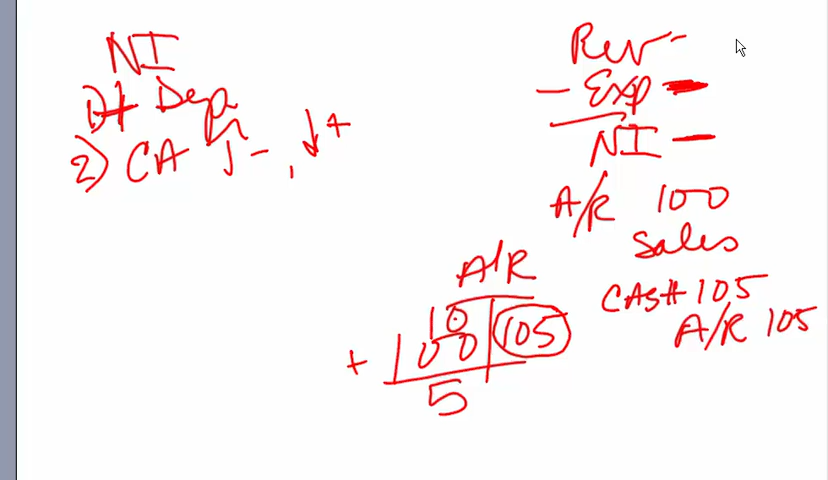 NI
1) + Dep
2) CA ↑ - , ↓ +
Rev -
- Exp -
NI -
A/R 100
Sales
CASH 105
A/R 105
A/R
10
+ 100 105
5